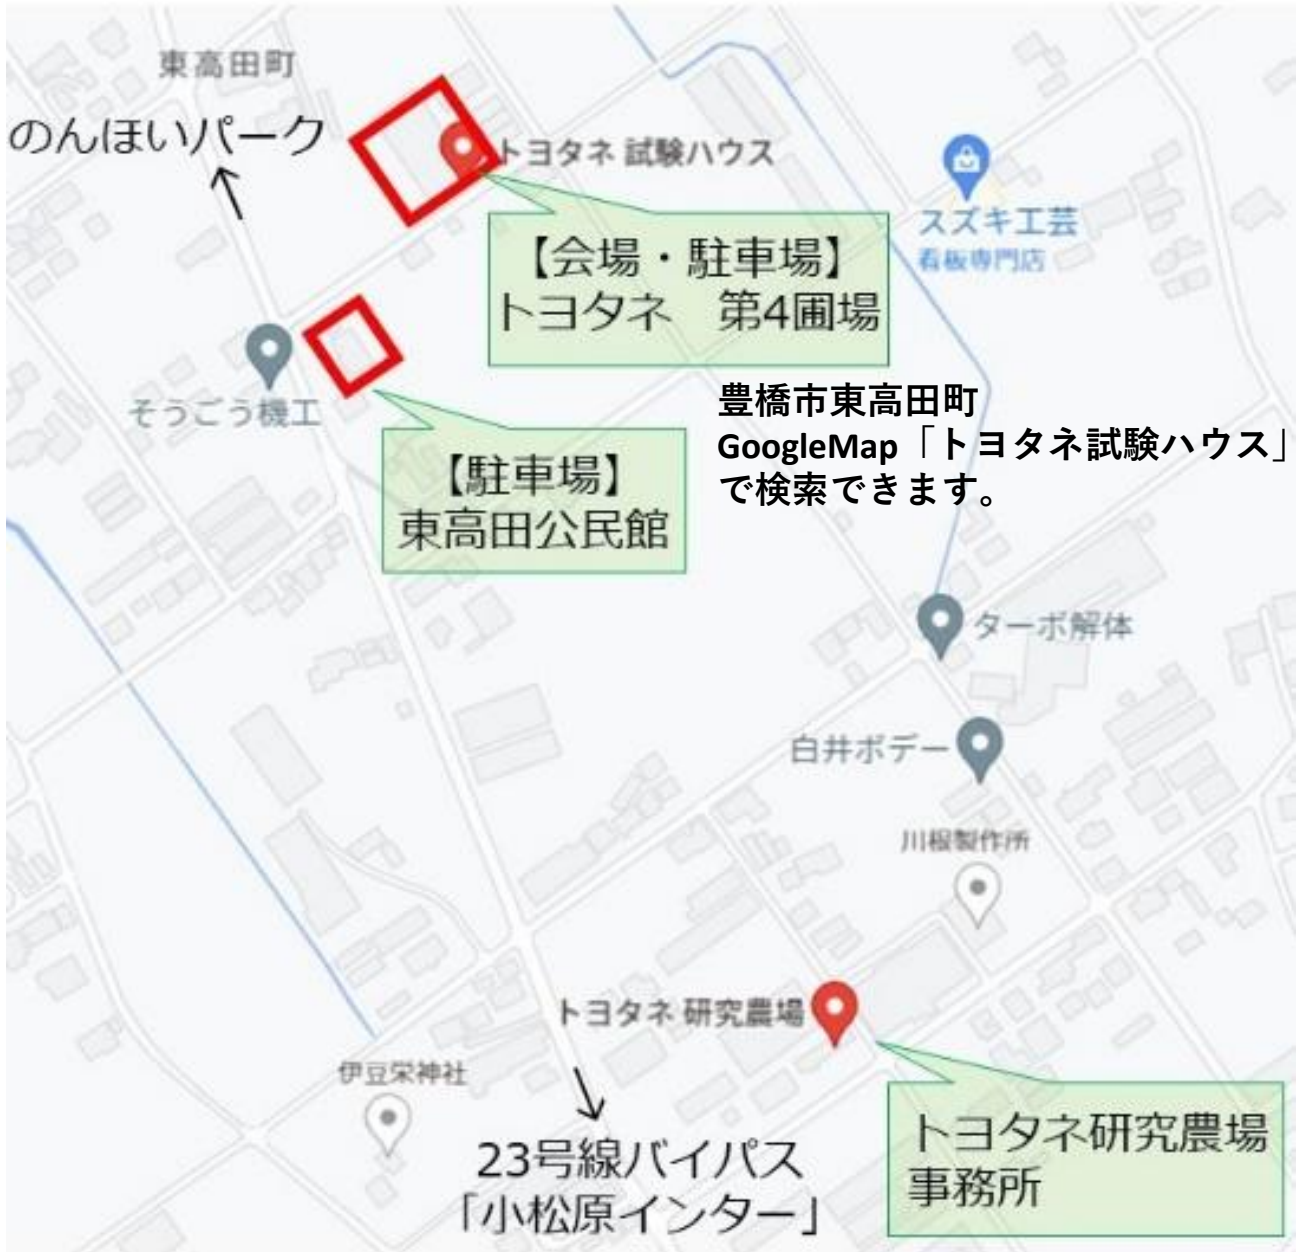 東高田町
のんほいパーク
トヨタネ 試験ハウス
【会場・駐車場】
トヨタネ　第4圃場
スズキ工芸
看板専門店
そうごう機工
豊橋市東高田町
GoogleMap「トヨタネ試験ハウス」
で検索できます。
【駐車場】
東高田公民館
ターボ解体
白井ボデー
川根製作所
トヨタネ 研究農場
伊豆栄神社
トヨタネ研究農場
事務所
23号線バイパス
「小松原インター」